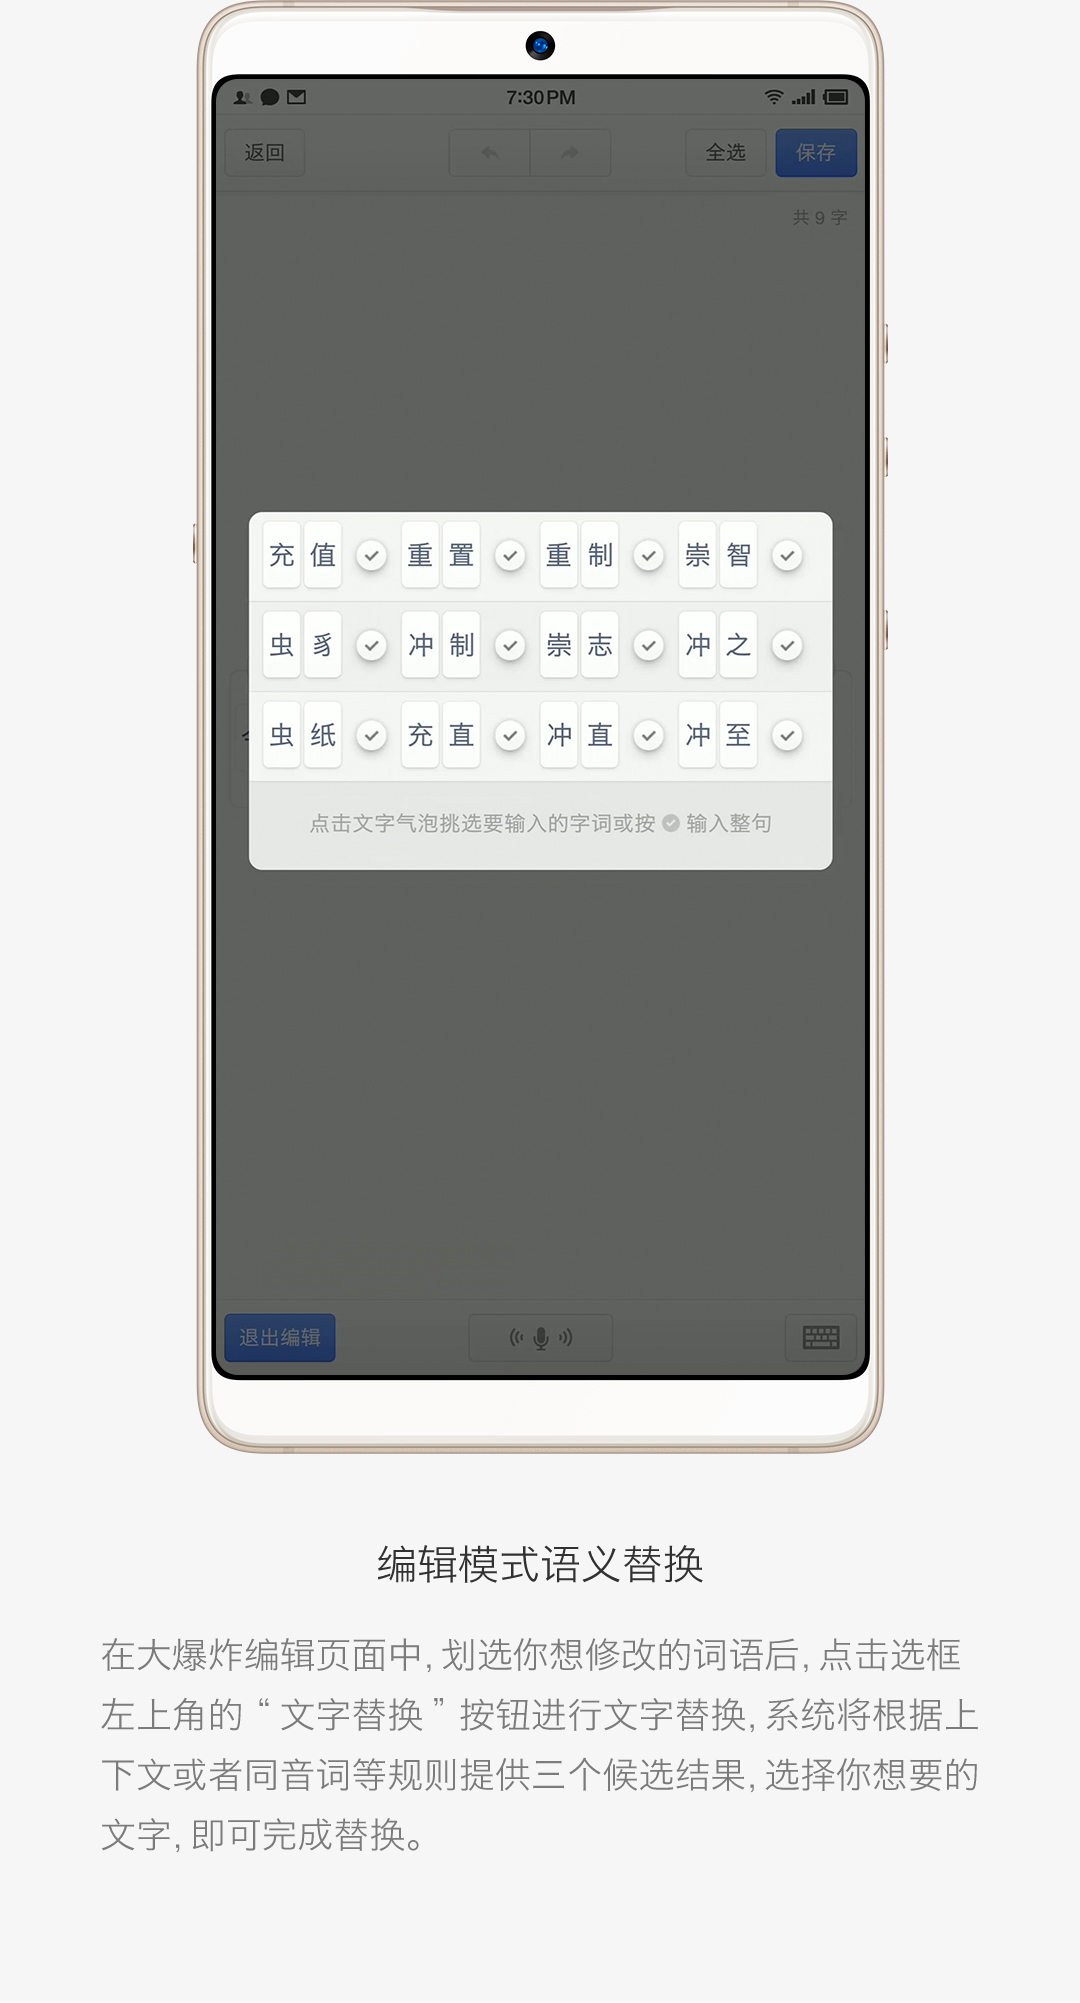 7:30PM
返回 全选 保存
共 9 字
充值 重置 重制 崇智
虫豸 冲制 崇志 冲之
虫纸 充直 冲直 冲至
点击文字气泡挑选要输入的字词或按 输入整句
退出编辑
编辑模式语义替换
在大爆炸编辑页面中, 划选你想修改的词语后, 点击选框
左上角的 “ 文字替换 ” 按钮进行文字替换, 系统将根据上
下文或者同音词等规则提供三个候选结果, 选择你想要的
文字, 即可完成替换。